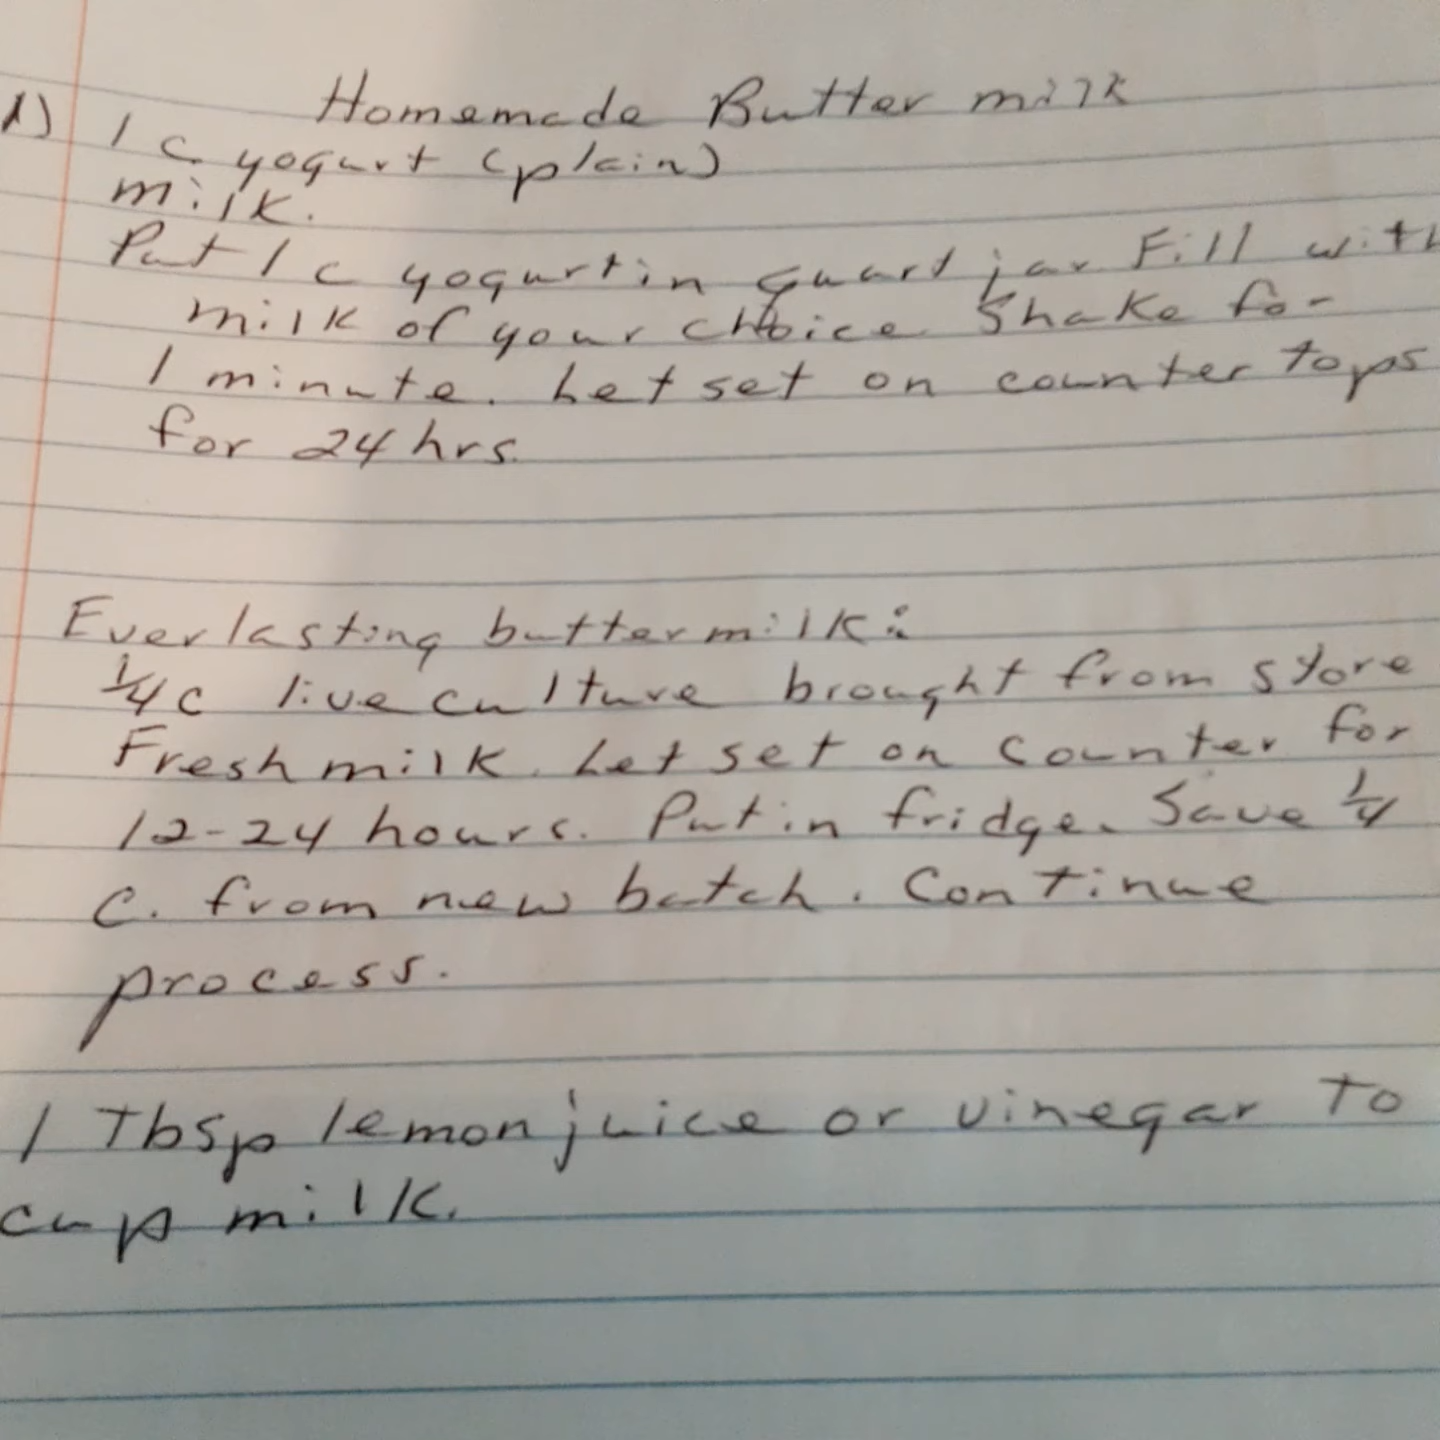 Homemade Butter milk
1) 1 c. yogurt (plain)
milk.
Put 1 c yogurt in quart jar Fill with
milk of your choice. Shake for
1 minute. Let set on counter tops
for 24 hrs.
Everlasting buttermilk:
1/4 c live culture brought from store
Fresh milk. Let set on counter for
12-24 hours. Put in fridge. Save 1/4
c. from new batch. Continue
process.
1 Tbsp lemon juice or vinegar To
cup milk.